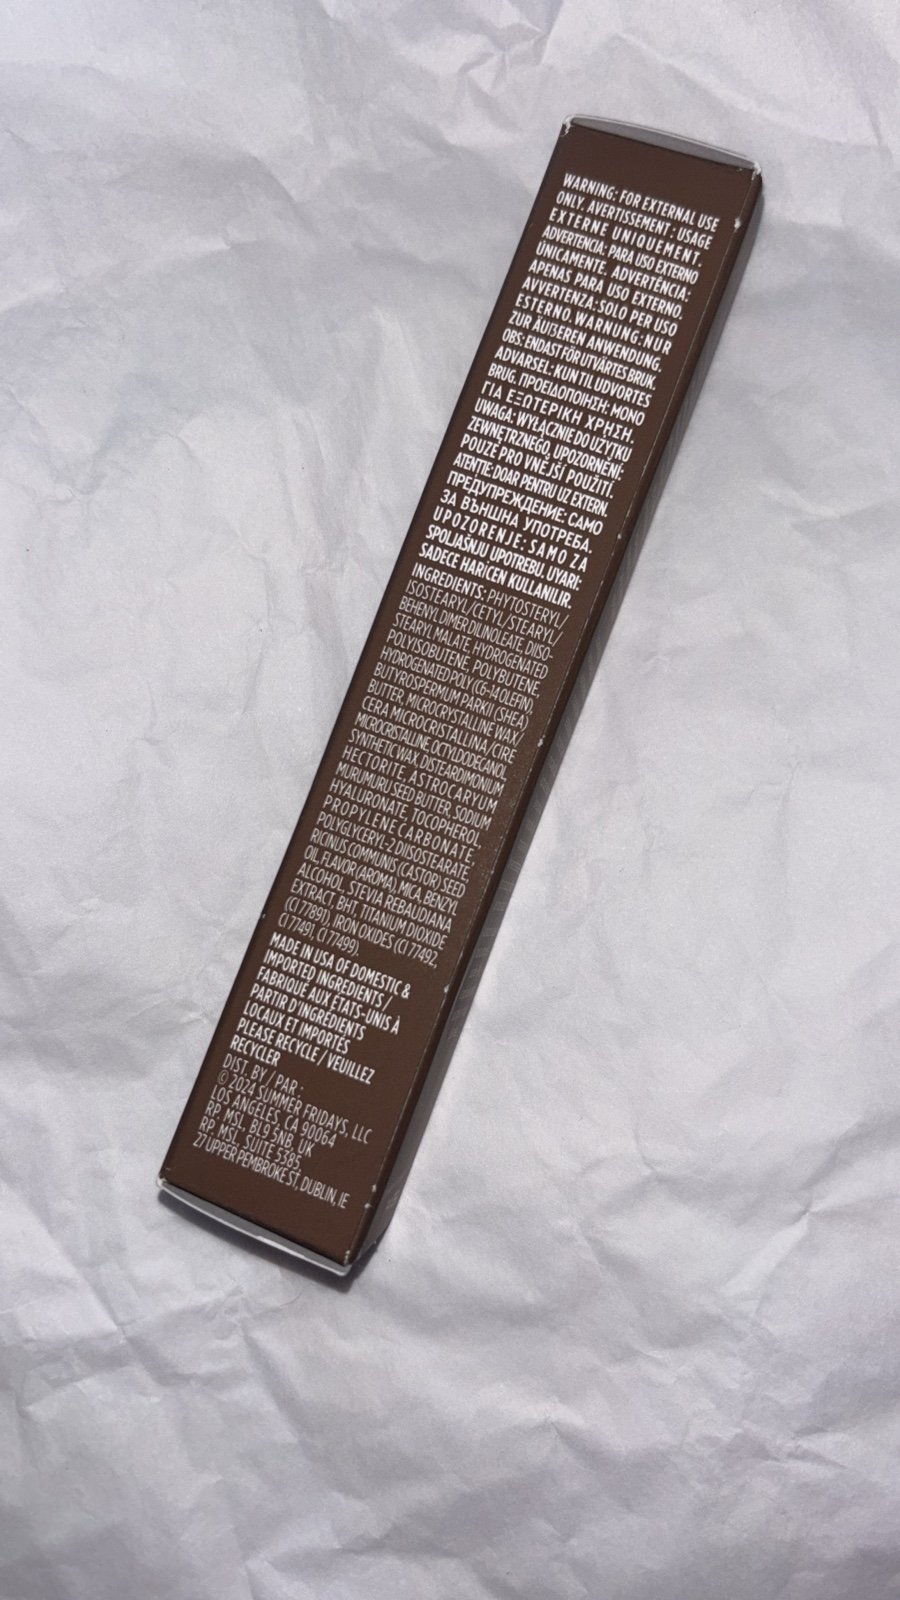 WARNING: FOR EXTERNAL USE
ONLY. AVERTISSEMENT : USAGE
EXTERNE UNIQUEMENT.
ADVERTENCIA: PARA USO EXTERNO
ÚNICAMENTE. ADVERTÊNCIA:
APENAS PARA USO EXTERNO.
AVVERTENZA: SOLO PER USO
ESTERNO. WARNUNG: NUR
ZUR ÄUßEREN ANWENDUNG.
OBS: ENDAST FÖR UTVÄRTES BRUK.
ADVARSEL: KUN TIL UDVORTES
BRUG. ΠΡΟΕΙΔΟΠΟΙΗΣΗ: ΜΟΝΟ
ΓΙΑ ΕΞΩΤΕΡΙΚΗ ΧΡΗΣΗ.
UWAGA: WYŁĄCZNIE DO UŻYTKU
ZEWNĘTRZNEGO. UPOZORNĚNÍ:
POUZE PRO VNĚJŠÍ POUŽITÍ.
ATENȚIE: DOAR PENTRU UZ EXTERN.
ПРЕДУПРЕЖДЕНИЕ: САМО
ЗА ВЪНШНА УПОТРЕБА.
UPOZORENJE: SAMO ZA
SPOLJAŠNJU UPOTREBU. UYARI:
SADECE HARİCEN KULLANILIR.
INGREDIENTS: PHYTOSTERYL/
ISOSTEARYL/CETYL/STEARYL/
BEHENYL DIMER DILINOLEATE, DIISO-
STEARYL MALATE, HYDROGENATED
POLYISOBUTENE, POLYBUTENE,
HYDROGENATED POLY(C6-14 OLEFIN),
BUTYROSPERMUM PARKII (SHEA)
BUTTER, MICROCRYSTALLINE WAX/
CERA MICROCRISTALLINA/CIRE
MICROCRISTALLINE, OCTYLDODECANOL,
SYNTHETIC WAX, DISTEARDIMONIUM
HECTORITE, ASTROCARYUM
MURUMURU SEED BUTTER, SODIUM
HYALURONATE, TOCOPHEROL,
PROPYLENE CARBONATE,
POLYGLYCERYL-2 DIISOSTEARATE,
RICINUS COMMUNIS (CASTOR) SEED
OIL, FLAVOR (AROMA), MICA, BENZYL
ALCOHOL, STEVIA REBAUDIANA
EXTRACT, BHT, TITANIUM DIOXIDE
(CI 77891), IRON OXIDES (CI 77492,
CI 77491, CI 77499).
MADE IN USA OF DOMESTIC &
IMPORTED INGREDIENTS /
FABRIQUÉ AUX ÉTATS-UNIS À
PARTIR D'INGRÉDIENTS
LOCAUX ET IMPORTÉS
PLEASE RECYCLE / VEUILLEZ
RECYCLER
DIST. BY / PAR :
© 2024 SUMMER FRIDAYS, LLC
LOS ANGELES, CA 90064
RP: MSL, BL9 5NB, UK
RP: MSL, SUITE 5385,
27 UPPER PEMBROKE ST, DUBLIN, IE